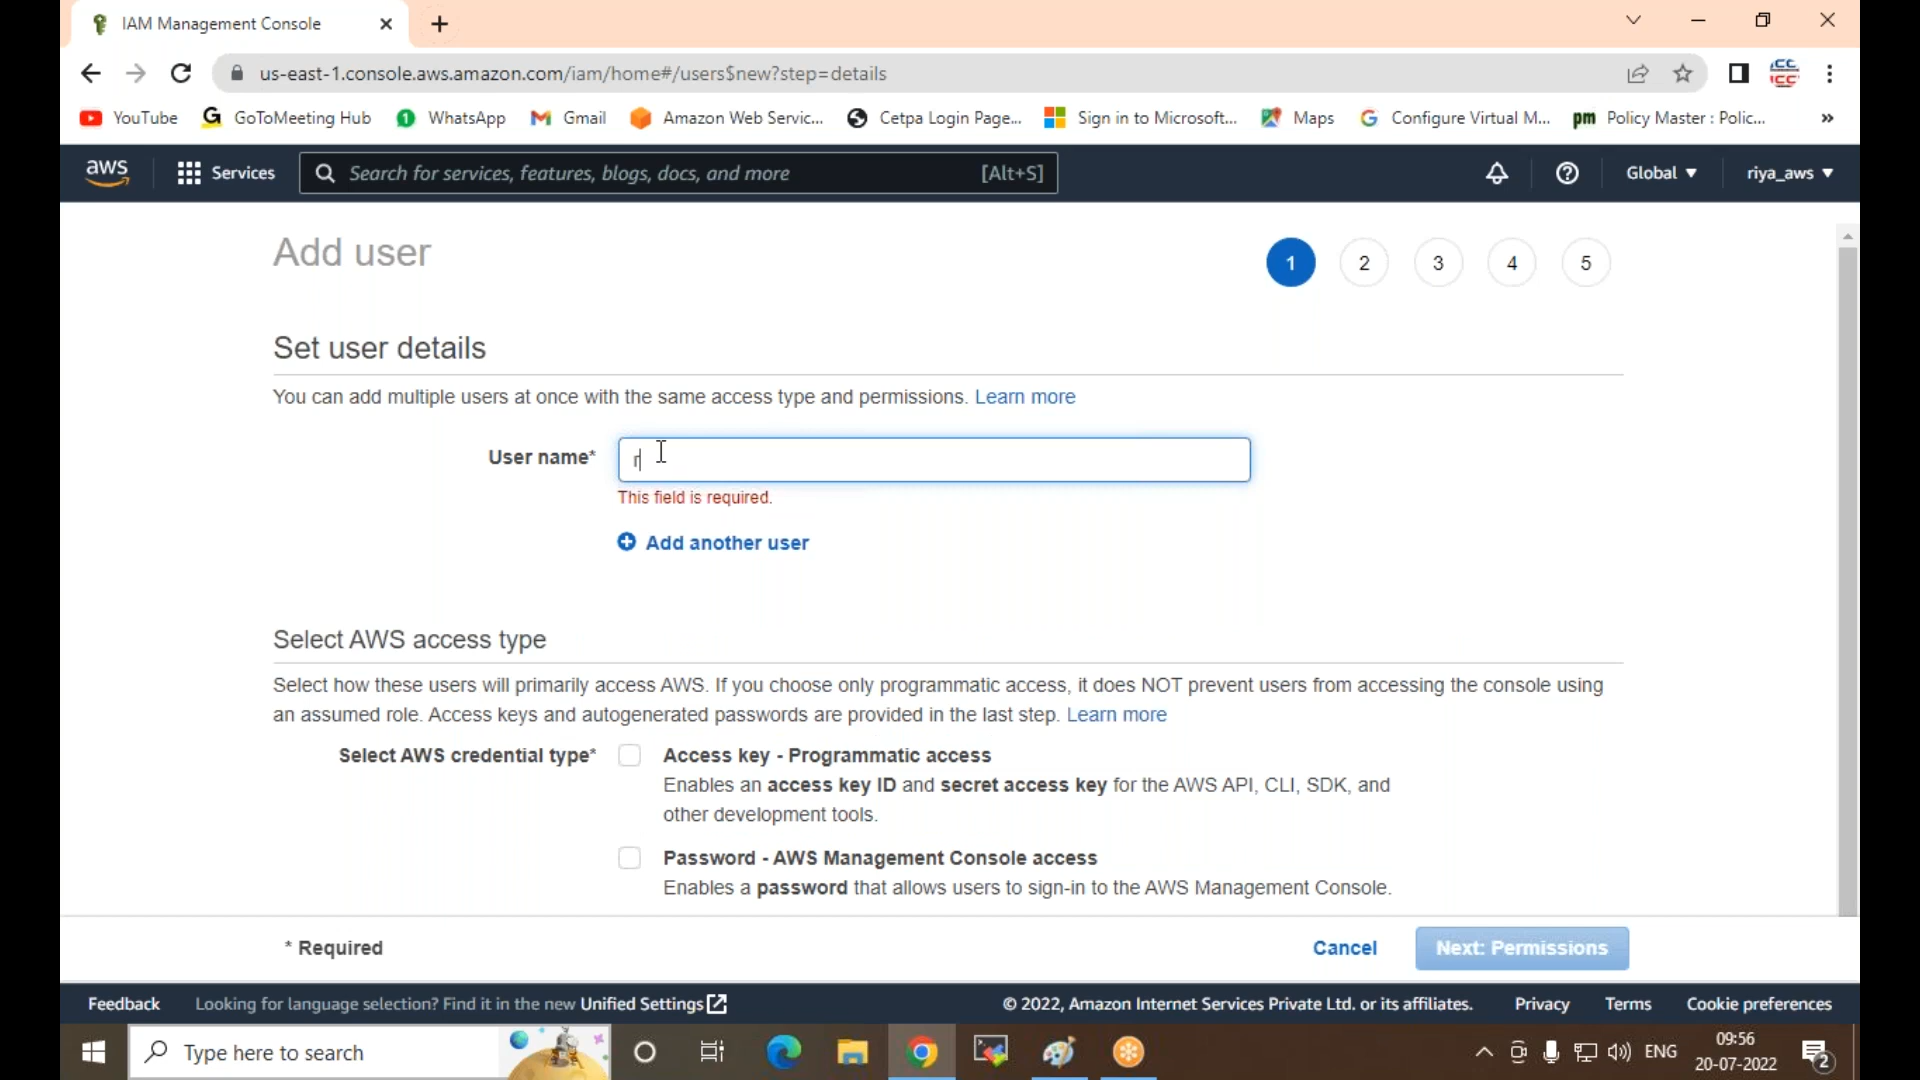 IAM Management Console
us-east-1.console.aws.amazon.com/iam/home#/users$new?step=details
YouTube GoToMeeting Hub WhatsApp Gmail Amazon Web Servic... Cetpa Login Page... Sign in to Microsoft... Maps Configure Virtual M... pm Policy Master : Polic... »
aws Services Search for services, features, blogs, docs, and more [Alt+S] Global ▼ riya_aws ▼
Add user 1 2 3 4 5
Set user details
You can add multiple users at once with the same access type and permissions. Learn more
User name* r
This field is required.
Add another user
Select AWS access type
Select how these users will primarily access AWS. If you choose only programmatic access, it does NOT prevent users from accessing the console using
an assumed role. Access keys and autogenerated passwords are provided in the last step. Learn more
Select AWS credential type* Access key - Programmatic access
Enables an access key ID and secret access key for the AWS API, CLI, SDK, and
other development tools.
Password - AWS Management Console access
Enables a password that allows users to sign-in to the AWS Management Console.
* Required Cancel Next: Permissions
Feedback Looking for language selection? Find it in the new Unified Settings © 2022, Amazon Internet Services Private Ltd. or its affiliates. Privacy Terms Cookie preferences
Type here to search ENG 09:56
20-07-2022 2